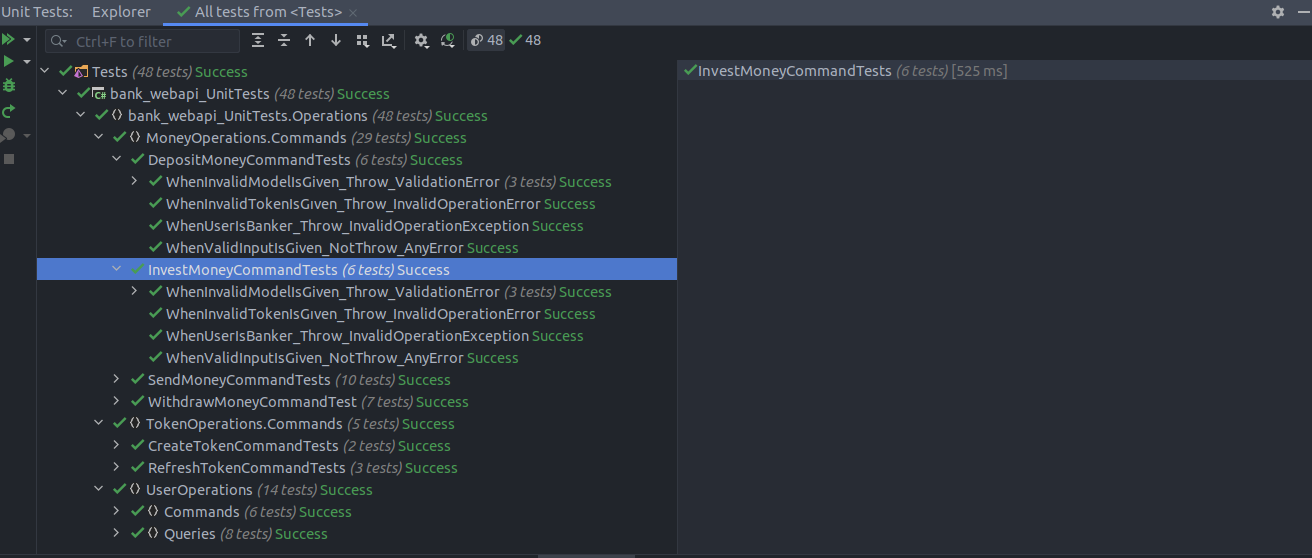 Unit Tests: Explorer All tests from <Tests> ×
Ctrl+F to filter 48 48
Tests (48 tests) Success
InvestMoneyCommandTests (6 tests) [525 ms]
C# bank_webapi_UnitTests (48 tests) Success
bank_webapi_UnitTests.Operations (48 tests) Success
MoneyOperations.Commands (29 tests) Success
DepositMoneyCommandTests (6 tests) Success
WhenInvalidModelIsGiven_Throw_ValidationError (3 tests) Success
WhenInvalidTokenIsGıven_Throw_InvalidOperationError Success
WhenUserIsBanker_Throw_InvalidOperationException Success
WhenValidInputIsGiven_NotThrow_AnyError Success
InvestMoneyCommandTests (6 tests) Success
WhenInvalidModelIsGiven_Throw_ValidationError (3 tests) Success
WhenInvalidTokenIsGıven_Throw_InvalidOperationError Success
WhenUserIsBanker_Throw_InvalidOperationException Success
WhenValidInputIsGiven_NotThrow_AnyError Success
SendMoneyCommandTests (10 tests) Success
WithdrawMoneyCommandTest (7 tests) Success
TokenOperations.Commands (5 tests) Success
CreateTokenCommandTests (2 tests) Success
RefreshTokenCommandTests (3 tests) Success
UserOperations (14 tests) Success
Commands (6 tests) Success
Queries (8 tests) Success